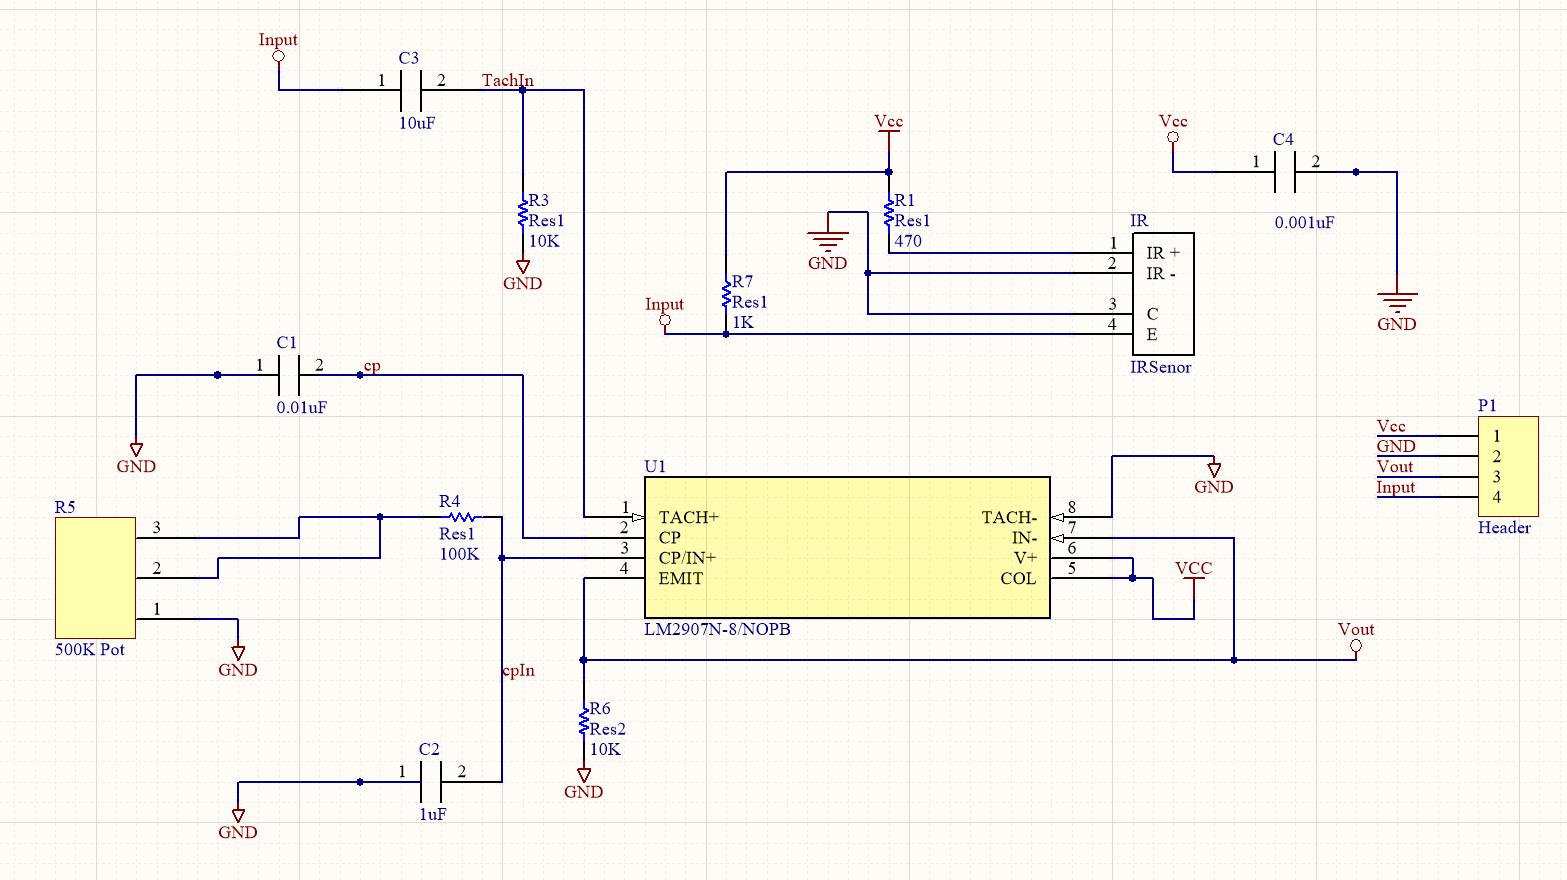 Input
C3
1 2
10uF
TachIn
R3
Res1
10K
GND
Vcc
R1
Res1
470
GND
R7
Res1
1K
Input
IR
1 IR +
2 IR -
3 C
4 E
IRSenor
Vcc
C4
1 2
0.001uF
GND
C1
1 2
0.01uF
cp
GND
P1
Vcc 1
GND 2
Vout 3
Input 4
Header
R5
3
2
1
500K Pot
GND
R4
Res1
100K
U1
1 TACH+ TACH- 8
2 CP IN- 7
3 CP/IN+ V+ 6
4 EMIT COL 5
LM2907N-8/NOPB
GND
VCC
Vout
cpIn
R6
Res2
10K
GND
C2
1 2
1uF
GND